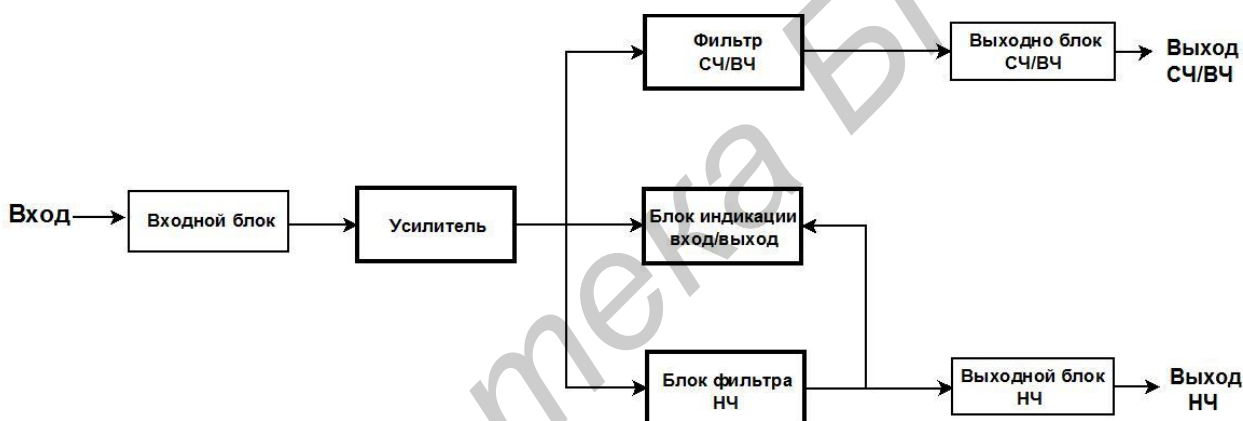 Фильтр
СЧ/ВЧ
Выходно блок
СЧ/ВЧ
Выход
СЧ/ВЧ
Вход
Входной блок
Усилитель
Блок индикации
вход/выход
Блок фильтра
НЧ
Выходной блок
НЧ
Выход
НЧ
тека Б